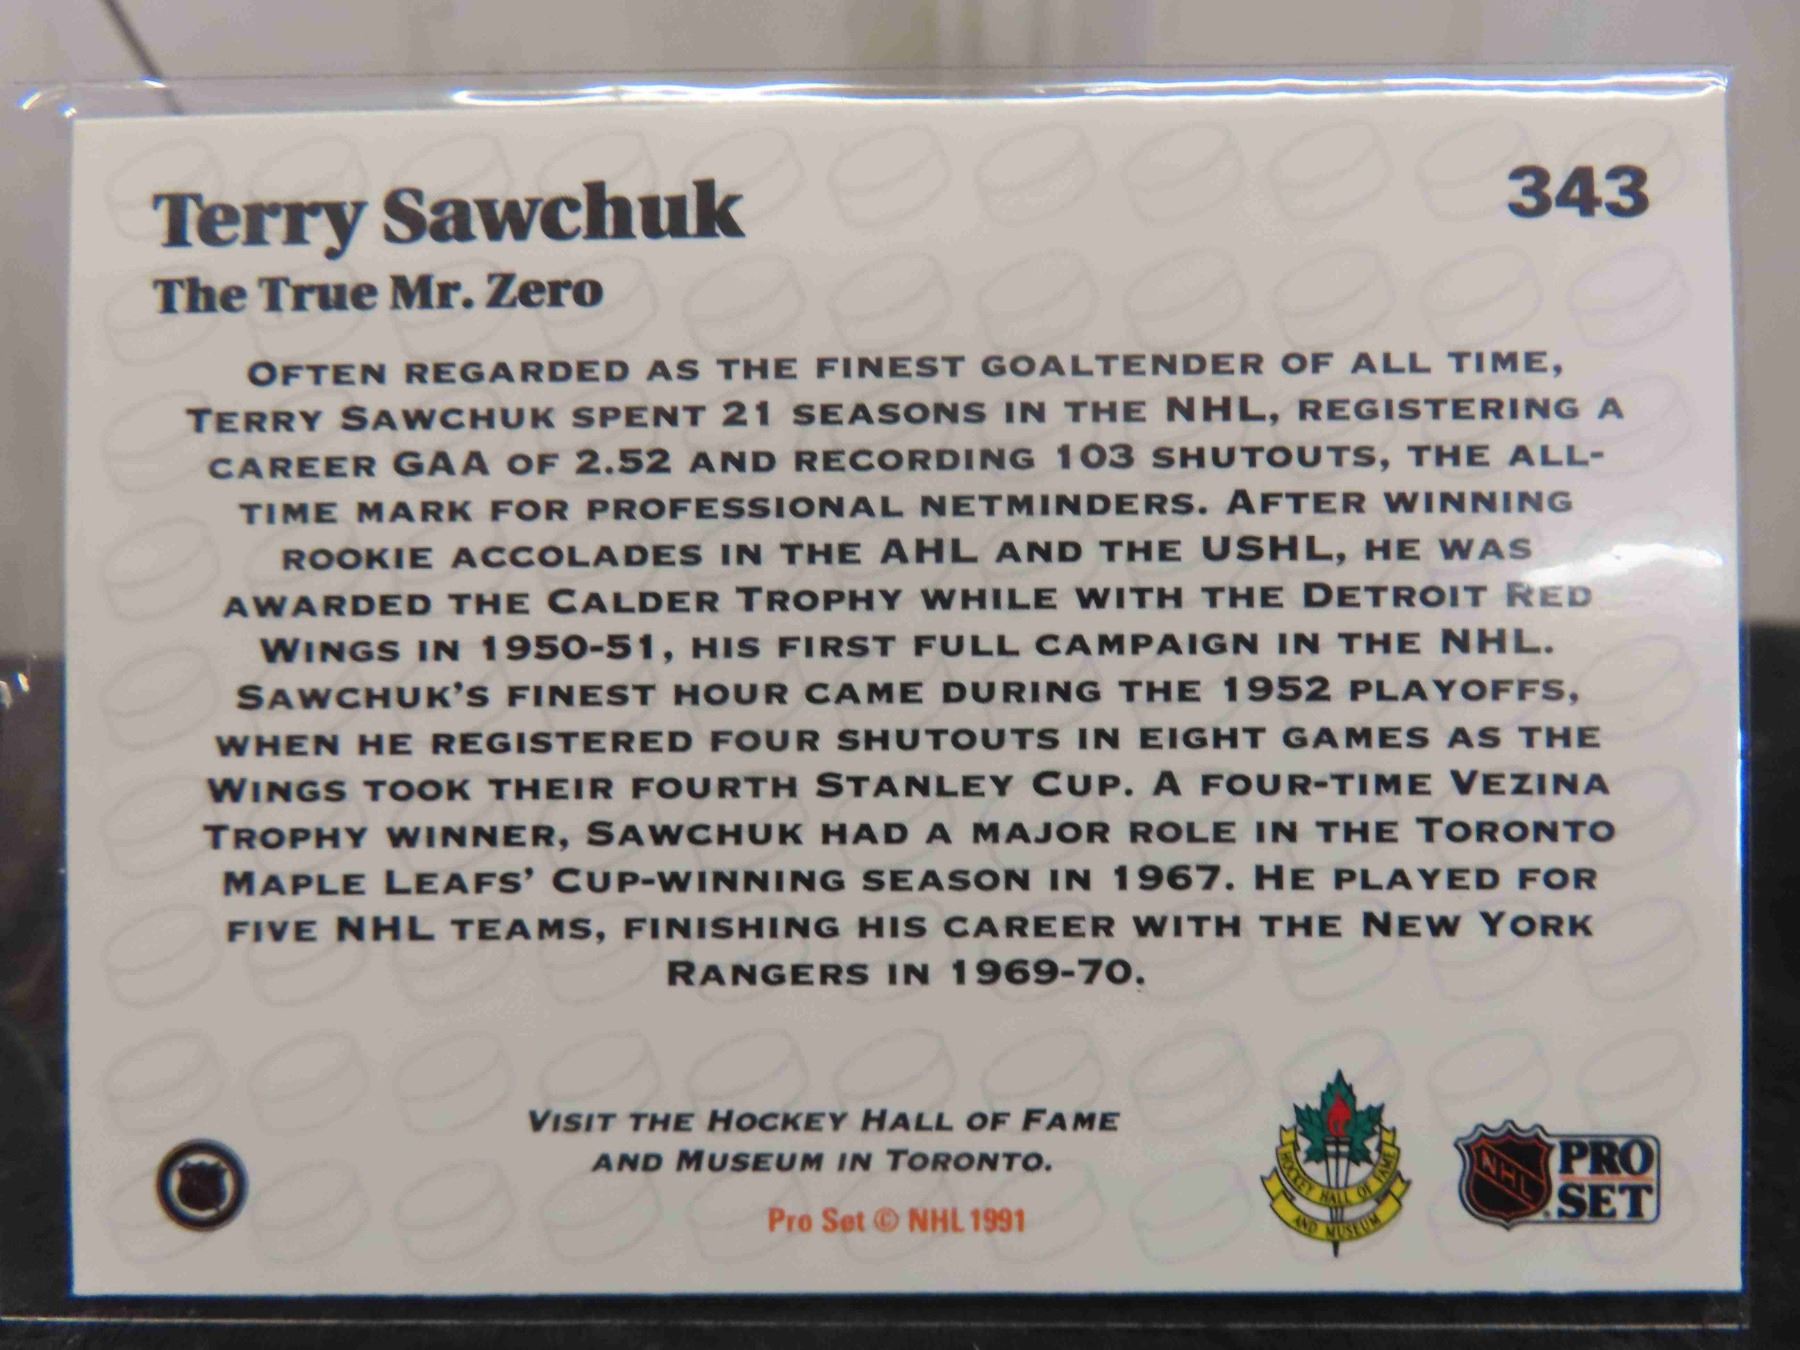 Terry Sawchuk
343
The True Mr. Zero
OFTEN REGARDED AS THE FINEST GOALTENDER OF ALL TIME,
TERRY SAWCHUK SPENT 21 SEASONS IN THE NHL, REGISTERING A
CAREER GAA OF 2.52 AND RECORDING 103 SHUTOUTS, THE ALL-
TIME MARK FOR PROFESSIONAL NETMINDERS. AFTER WINNING
ROOKIE ACCOLADES IN THE AHL AND THE USHL, HE WAS
AWARDED THE CALDER TROPHY WHILE WITH THE DETROIT RED
WINGS IN 1950-51, HIS FIRST FULL CAMPAIGN IN THE NHL.
SAWCHUK'S FINEST HOUR CAME DURING THE 1952 PLAYOFFS,
WHEN HE REGISTERED FOUR SHUTOUTS IN EIGHT GAMES AS THE
WINGS TOOK THEIR FOURTH STANLEY CUP. A FOUR-TIME VEZINA
TROPHY WINNER, SAWCHUK HAD A MAJOR ROLE IN THE TORONTO
MAPLE LEAFS' CUP-WINNING SEASON IN 1967. HE PLAYED FOR
FIVE NHL TEAMS, FINISHING HIS CAREER WITH THE NEW YORK
RANGERS IN 1969-70.
VISIT THE HOCKEY HALL OF FAME
AND MUSEUM IN TORONTO.
Pro Set © NHL 1991
HOCKEY HALL OF FAME
AND MUSEUM
NHL
PRO
SET